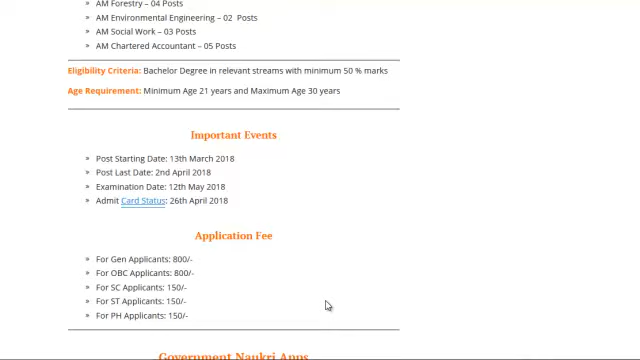 AM Forestry – 04 Posts
» AM Environmental Engineering – 02 Posts
» AM Social Work – 03 Posts
» AM Chartered Accountant – 05 Posts
Eligibility Criteria: Bachelor Degree in relevant streams with minimum 50 % marks
Age Requirement: Minimum Age 21 years and Maximum Age 30 years
Important Events
» Post Starting Date: 13th March 2018
» Post Last Date: 2nd April 2018
» Examination Date: 12th May 2018
» Admit Card Status: 26th April 2018
Application Fee
» For Gen Applicants: 800/-
» For OBC Applicants: 800/-
» For SC Applicants: 150/-
» For ST Applicants: 150/-
» For PH Applicants: 150/-
Government Naukri Apps